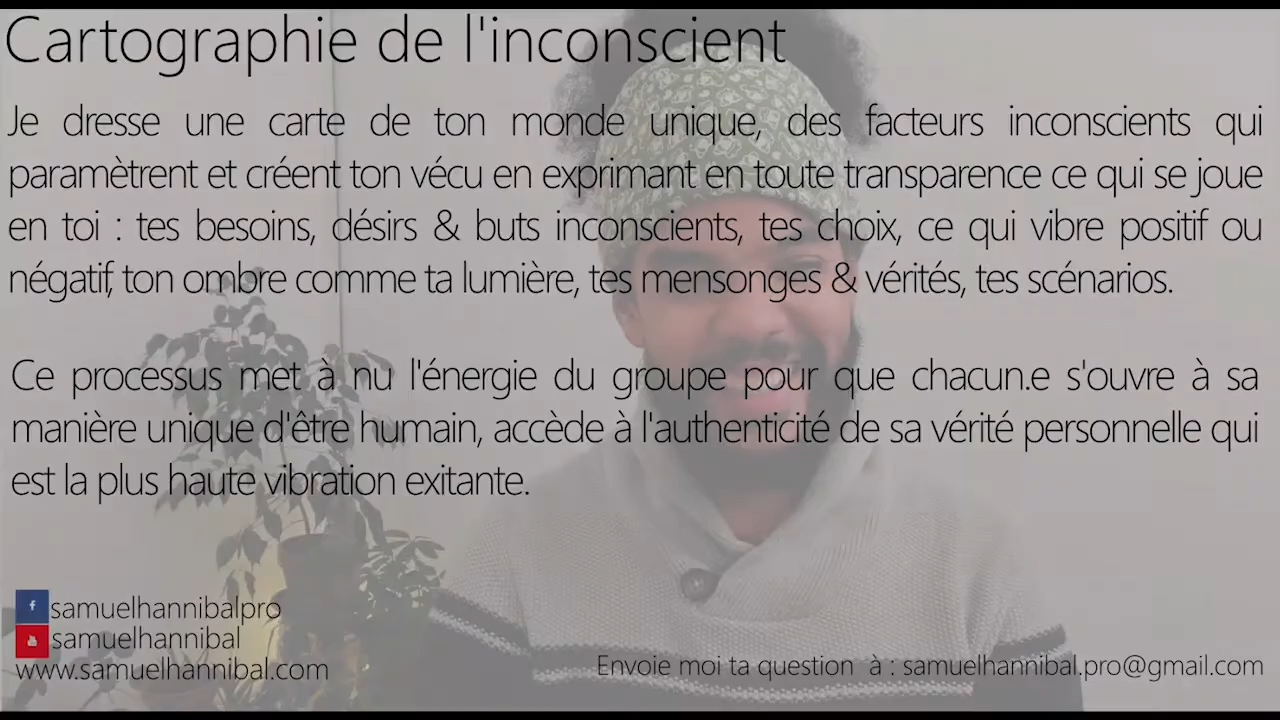 Cartographie de l'inconscient
Je dresse une carte de ton monde unique, des facteurs inconscients qui
paramètrent et créent ton vécu en exprimant en toute transparence ce qui se joue
en toi : tes besoins, désirs & buts inconscients, tes choix, ce qui vibre positif ou
négatif, ton ombre comme ta lumière, tes mensonges & vérités, tes scénarios.
Ce processus met à nu l'énergie du groupe pour que chacun.e s'ouvre à sa
manière unique d'être humain, accède à l'authenticité de sa vérité personnelle qui
est la plus haute vibration exitante.
f samuelhannibalpro
samuelhannibal
www.samuelhannibal.com
Envoie moi ta question à : samuelhannibal.pro@gmail.com